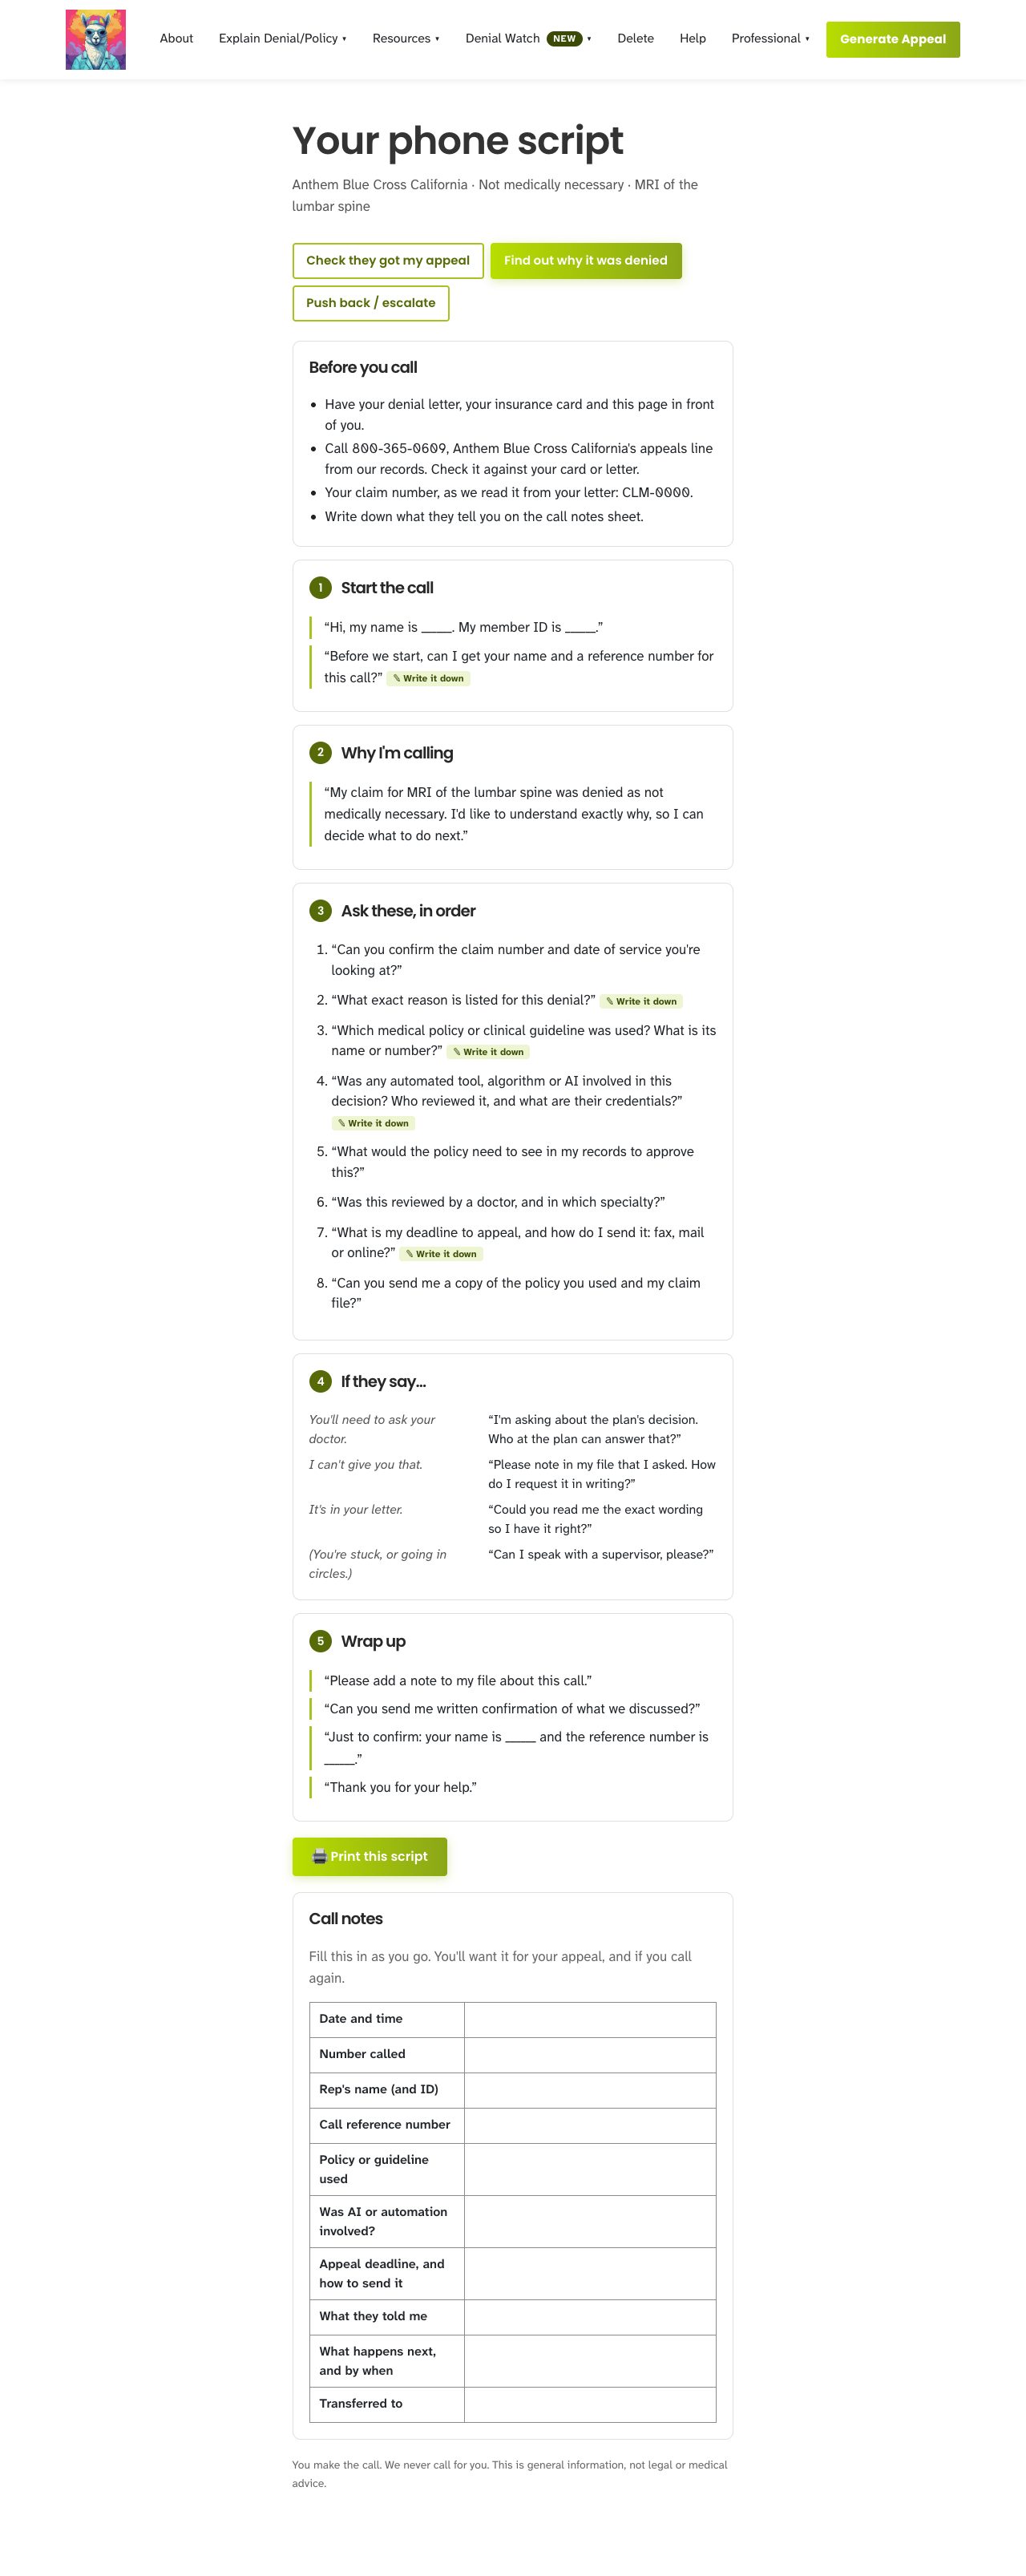 About
Explain Denial/Policy
Resources
Denial Watch NEW
Delete
Help
Professional
Generate Appeal
Your phone script
Anthem Blue Cross California · Not medically necessary · MRI of the
lumbar spine
Check they got my appeal
Find out why it was denied
Push back / escalate
Before you call
• Have your denial letter, your insurance card and this page in front
of you.
• Call 800-365-0609, Anthem Blue Cross California's appeals line
from our records. Check it against your card or letter.
• Your claim number, as we read it from your letter: CLM-0000.
• Write down what they tell you on the call notes sheet.
1 Start the call
“Hi, my name is _____. My member ID is _____.”
“Before we start, can I get your name and a reference number for
this call?” ✎ Write it down
2 Why I'm calling
“My claim for MRI of the lumbar spine was denied as not
medically necessary. I'd like to understand exactly why, so I can
decide what to do next.”
3 Ask these, in order
1. “Can you confirm the claim number and date of service you're
looking at?”
2. “What exact reason is listed for this denial?” ✎ Write it down
3. “Which medical policy or clinical guideline was used? What is its
name or number?” ✎ Write it down
4. “Was any automated tool, algorithm or AI involved in this
decision? Who reviewed it, and what are their credentials?”
✎ Write it down
5. “What would the policy need to see in my records to approve
this?”
6. “Was this reviewed by a doctor, and in which specialty?”
7. “What is my deadline to appeal, and how do I send it: fax, mail
or online?” ✎ Write it down
8. “Can you send me a copy of the policy you used and my claim
file?”
4 If they say…
You'll need to ask your
doctor.
“I'm asking about the plan's decision.
Who at the plan can answer that?”
I can't give you that.
“Please note in my file that I asked. How
do I request it in writing?”
It's in your letter.
“Could you read me the exact wording
so I have it right?”
(You're stuck, or going in
circles.)
“Can I speak with a supervisor, please?”
5 Wrap up
“Please add a note to my file about this call.”
“Can you send me written confirmation of what we discussed?”
“Just to confirm: your name is _____ and the reference number is
_____.”
“Thank you for your help.”
Print this script
Call notes
Fill this in as you go. You'll want it for your appeal, and if you call
again.
Date and time
Number called
Rep's name (and ID)
Call reference number
Policy or guideline
used
Was AI or automation
involved?
Appeal deadline, and
how to send it
What they told me
What happens next,
and by when
Transferred to
You make the call. We never call for you. This is general information, not legal or medical
advice.